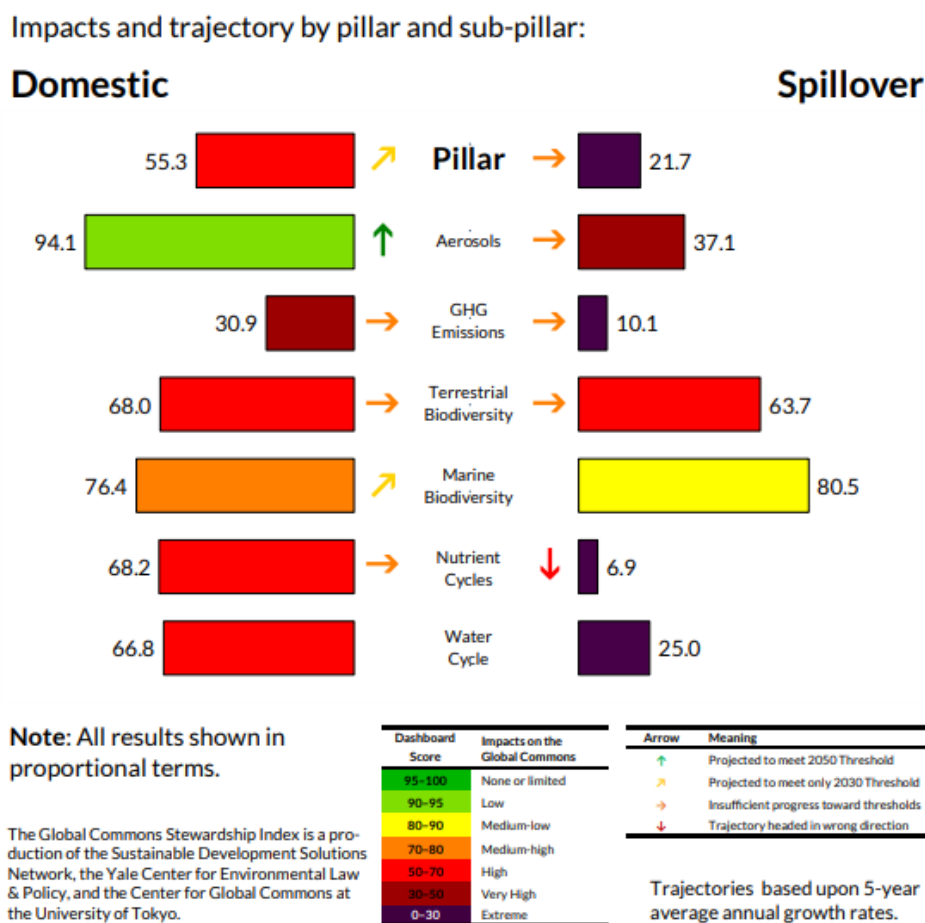 Impacts and trajectory by pillar and sub-pillar:
Domestic
Spillover
55.3 ↗ Pillar → 21.7
94.1 ↑ Aerosols → 37.1
30.9 → GHG → 10.1
Emissions
68.0 → Terrestrial → 63.7
Biodiversity
76.4 ↗ Marine 80.5
Biodiversity
68.2 → Nutrient ↓ 6.9
Cycles
66.8 Water 25.0
Cycle
Note: All results shown in
proportional terms.
The Global Commons Stewardship Index is a pro-
duction of the Sustainable Development Solutions
Network, the Yale Center for Environmental Law
& Policy, and the Center for Global Commons at
the University of Tokyo.
Dashboard Impacts on the
Score Global Commons
95–100 None or limited
90–95 Low
80–90 Medium-low
70–80 Medium-high
50–70 High
30–50 Very High
0–30 Extreme
Arrow Meaning
↑ Projected to meet 2050 Threshold
↗ Projected to meet only 2030 Threshold
→ Insufficient progress toward thresholds
↓ Trajectory headed in wrong direction
Trajectories based upon 5-year
average annual growth rates.